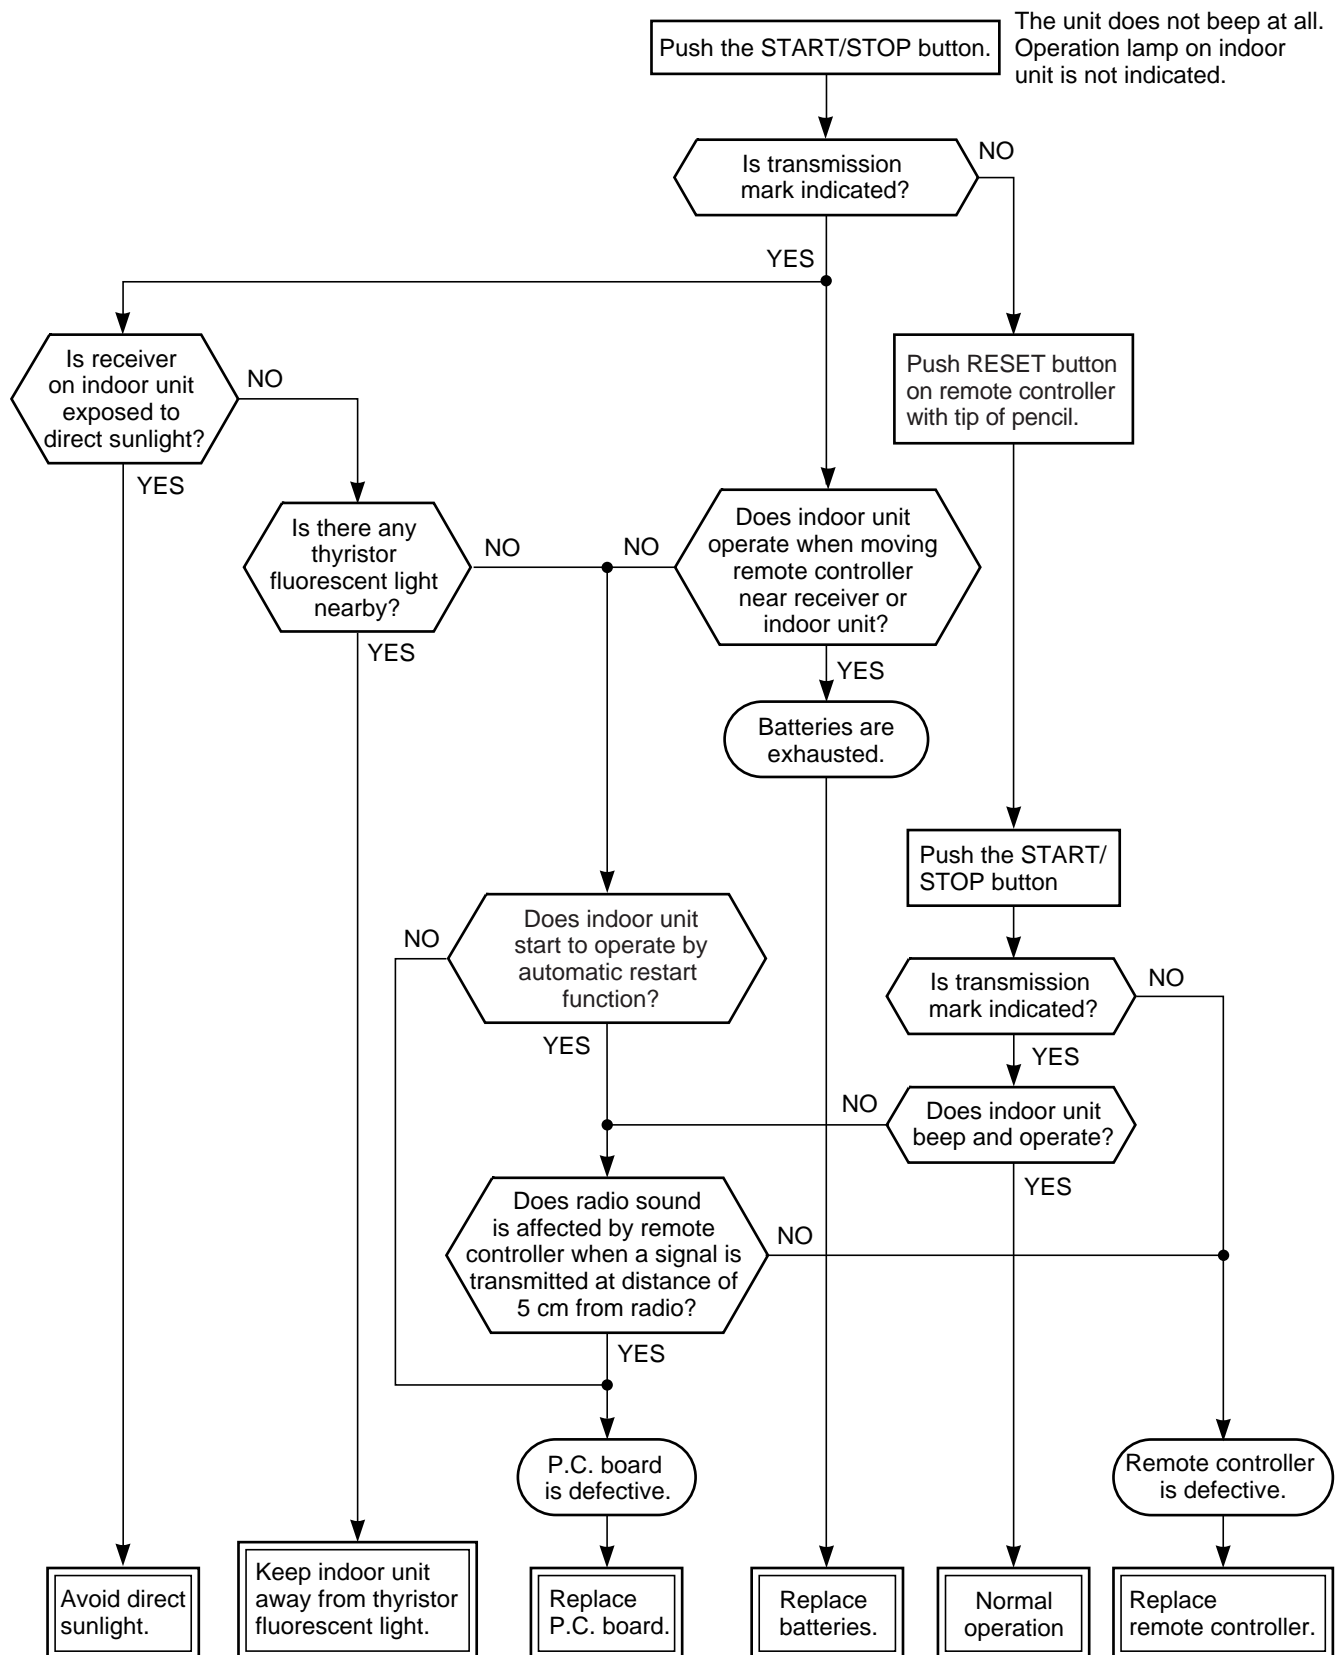 Push the START/STOP button.
The unit does not beep at all.
Operation lamp on indoor
unit is not indicated.
Is transmission
mark indicated?
NO
YES
Is receiver
on indoor unit
exposed to
direct sunlight?
NO
YES
Push RESET button
on remote controller
with tip of pencil.
Is there any
thyristor
fluorescent light
nearby?
NO
YES
NO
Does indoor unit
operate when moving
remote controller
near receiver or
indoor unit?
YES
Batteries are
exhausted.
Push the START/
STOP button
NO
Does indoor unit
start to operate by
automatic restart
function?
YES
Is transmission
mark indicated?
NO
YES
NO
Does indoor unit
beep and operate?
YES
Does radio sound
is affected by remote
controller when a signal is
transmitted at distance of
5 cm from radio?
NO
YES
P.C. board
is defective.
Remote controller
is defective.
Avoid direct
sunlight.
Keep indoor unit
away from thyristor
fluorescent light.
Replace
P.C. board.
Replace
batteries.
Normal
operation
Replace
remote controller.